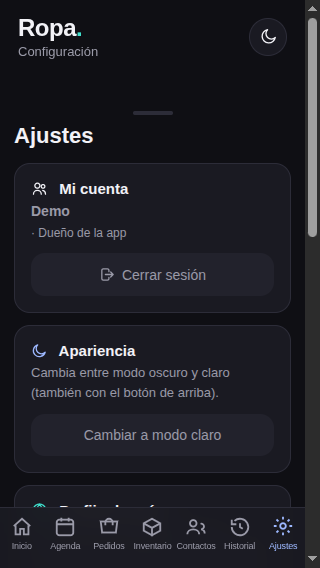 Ropa.
Configuración
Ajustes
Mi cuenta
Demo
· Dueño de la app
Cerrar sesión
Apariencia
Cambia entre modo oscuro y claro
(también con el botón de arriba).
Cambiar a modo claro
Inicio
Agenda
Pedidos
Inventario
Contactos
Historial
Ajustes